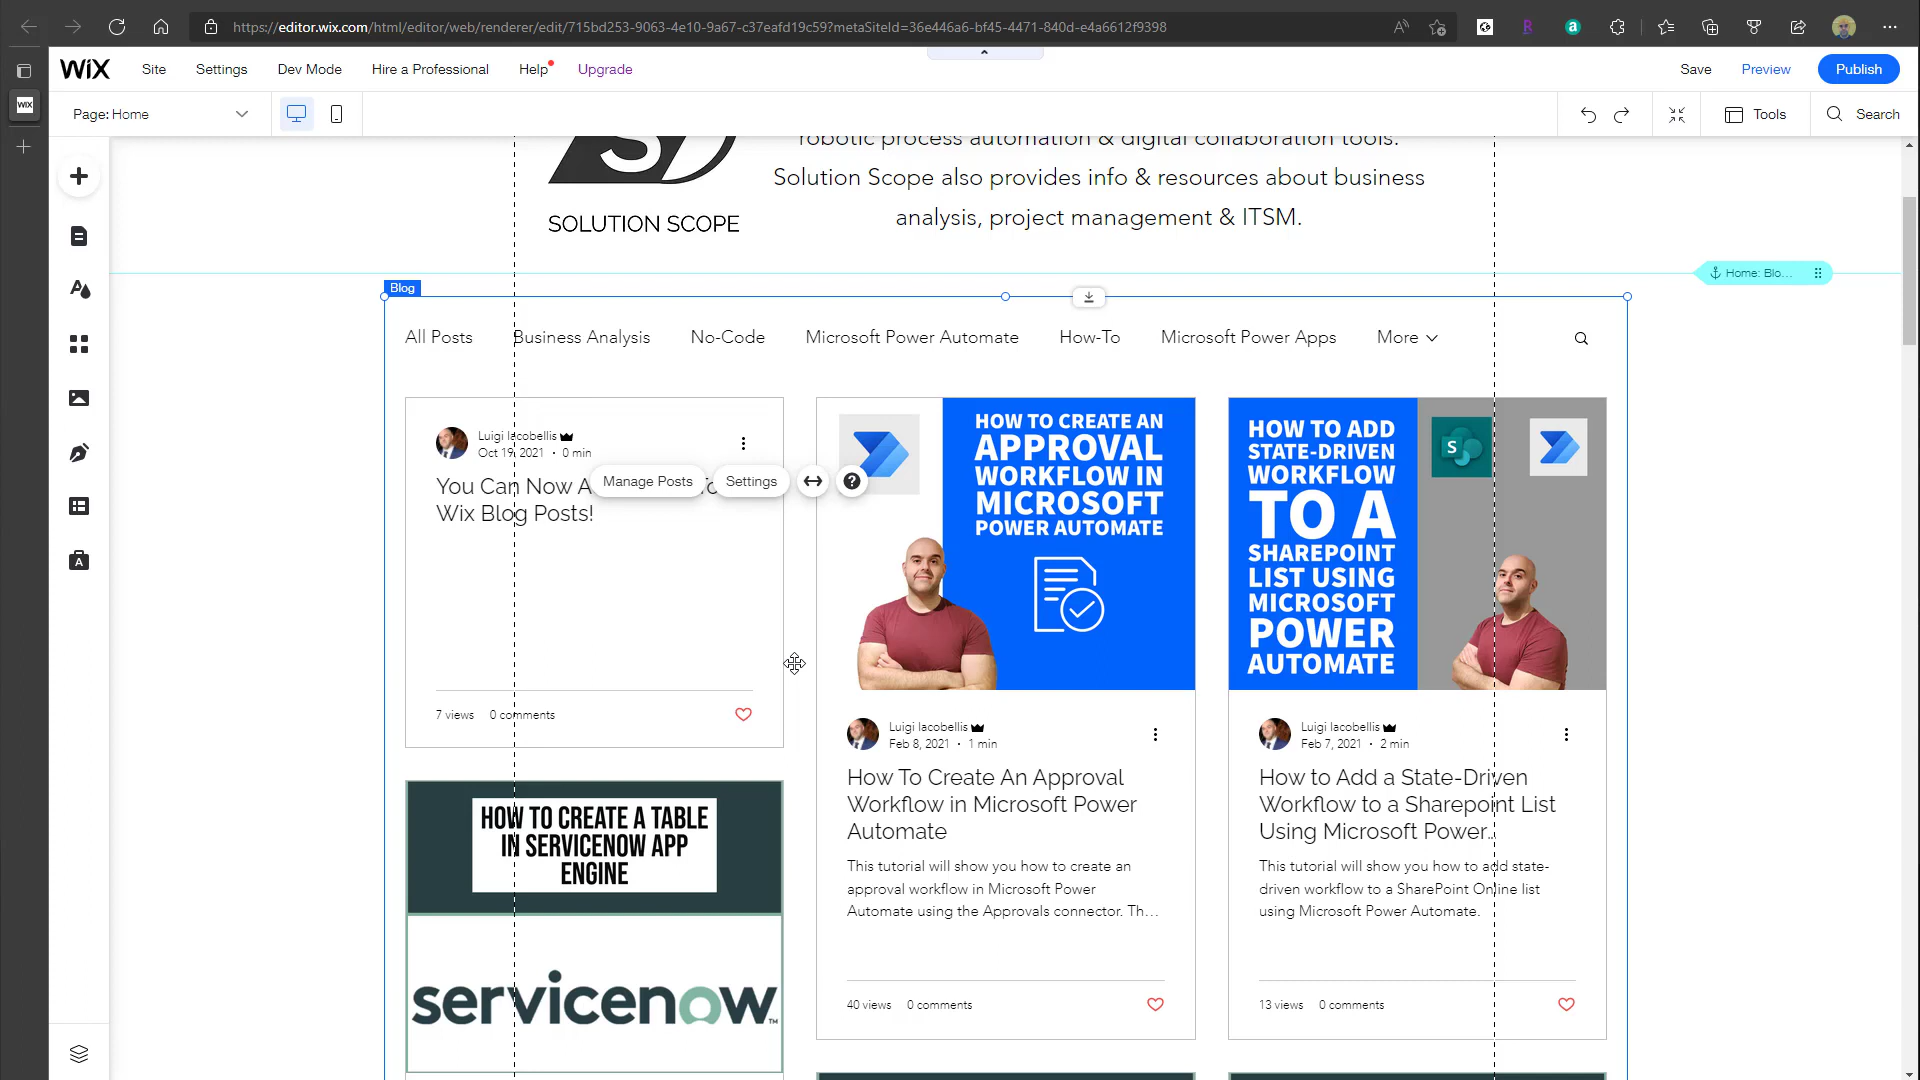 https://editor.wix.com/html/editor/web/renderer/edit/715bd253-9063-4e10-9a67-c37eafd19c59?metaSiteId=36e446a6-bf45-4471-840d-e4a6612f9398
WiX
Site
Settings
Dev Mode
Hire a Professional
Help
Upgrade
Save
Preview
Publish
WiX
Page: Home
Tools
Search
robotic process automation & digital collaboration tools.
Solution Scope also provides info & resources about business
analysis, project management & ITSM.
SOLUTION SCOPE
Home: Blo...
Blog
All Posts
Business Analysis
No-Code
Microsoft Power Automate
How-To
Microsoft Power Apps
More
Luigi Iacobellis
Oct 19, 2021 · 0 min
Manage Posts
Settings
?
You Can Now A
To
Wix Blog Posts!
7 views
0 comments
HOW TO CREATE AN
APPROVAL
WORKFLOW IN
MICROSOFT
POWER AUTOMATE
Luigi Iacobellis
Feb 8, 2021 · 1 min
How To Create An Approval
Workflow in Microsoft Power
Automate
This tutorial will show you how to create an
approval workflow in Microsoft Power
Automate using the Approvals connector. Th...
40 views
0 comments
HOW TO ADD
STATE-DRIVEN
WORKFLOW
TO A
SHAREPOINT
LIST USING
MICROSOFT
POWER
AUTOMATE
S
Luigi Iacobellis
Feb 7, 2021 · 2 min
How to Add a State-Driven
Workflow to a Sharepoint List
Using Microsoft Power..
This tutorial will show you how to add state-
driven workflow to a SharePoint Online list
using Microsoft Power Automate.
13 views
0 comments
HOW TO CREATE A TABLE
IN SERVICENOW APP
ENGINE
servicenow™